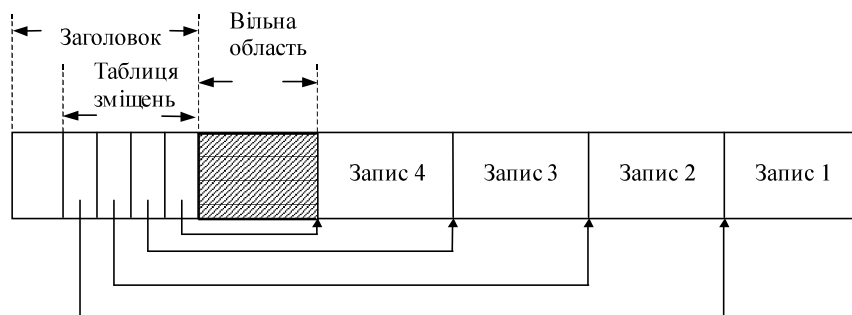 Заголовок
Вільна
область
Таблиця
зміщень
Запис 4
Запис 3
Запис 2
Запис 1